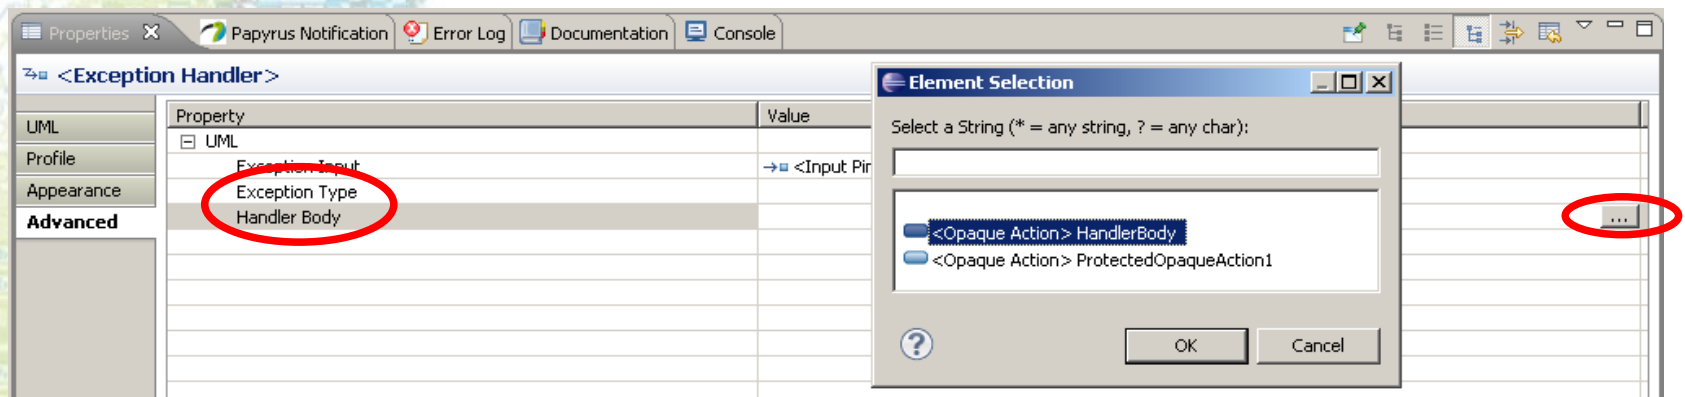 Properties Papyrus Notification Error Log Documentation Console
<Exception Handler>
Element Selection
UML
Profile
Appearance
Advanced
Property Value
UML
Exception Input <Input Pin
Exception Type
Handler Body
...
Select a String (* = any string, ? = any char):
<Opaque Action> HandlerBody
<Opaque Action> ProtectedOpaqueAction1
? OK Cancel